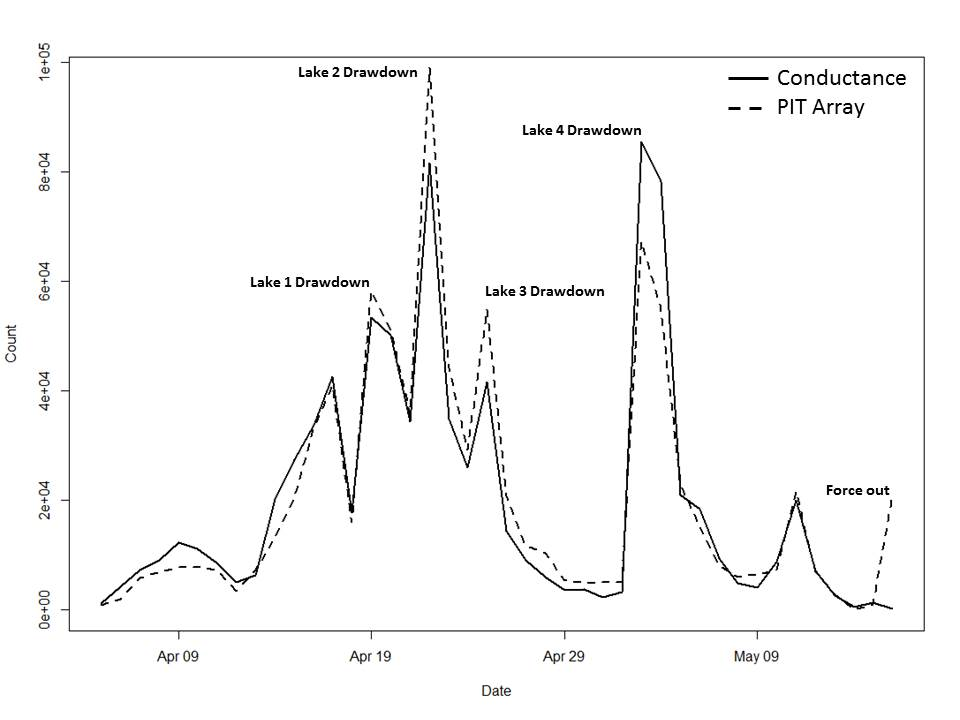 Lake 2 Drawdown
Conductance
PIT Array
Lake 4 Drawdown
Lake 1 Drawdown
Lake 3 Drawdown
Force out
1e+05
8e+04
6e+04
4e+04
2e+04
0e+00
Count
Apr 09
Apr 19
Apr 29
May 09
Date